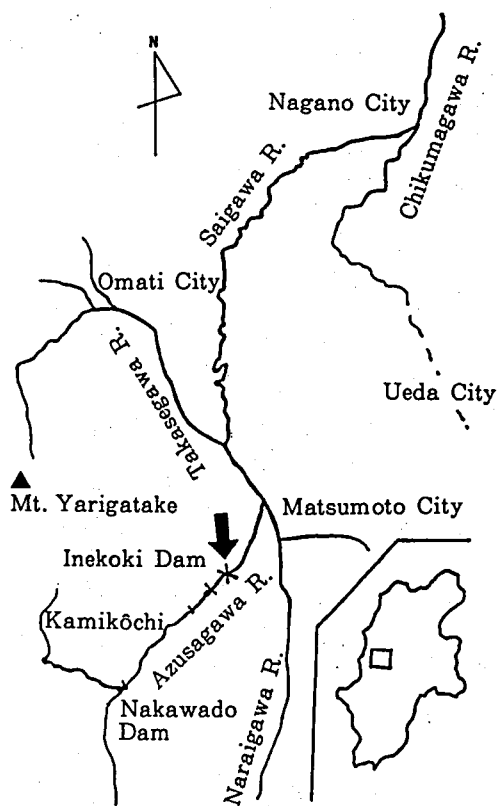 N
Nagano City
Chikumagawa R.
Saigawa R.
Omati City
Takasegawa R.
Ueda City
Mt. Yarigatake
Matsumoto City
Inekoki Dam
Kamikôchi
Azusagawa R.
Nakawado
Dam
Naraigawa R.